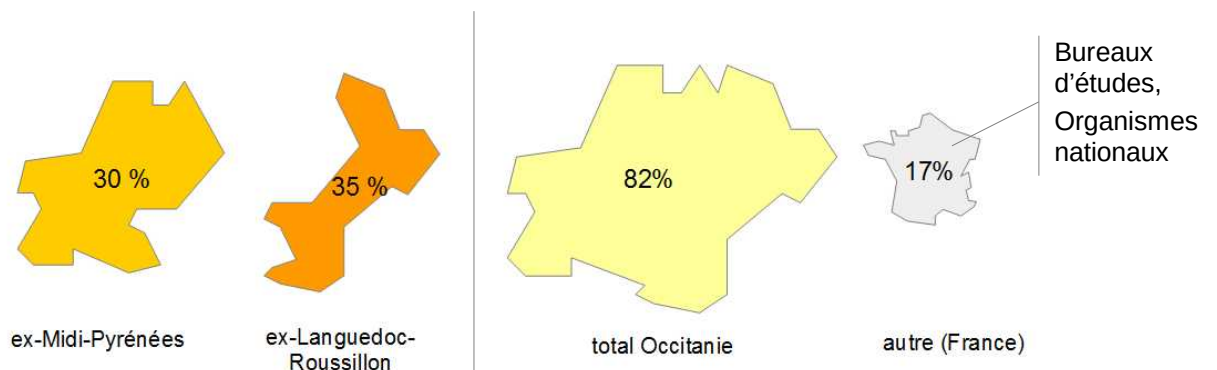 30 %
35 %
82%
17%
Bureaux
d’études,
Organismes
nationaux
ex-Midi-Pyrénées
ex-Languedoc-
Roussillon
total Occitanie
autre (France)